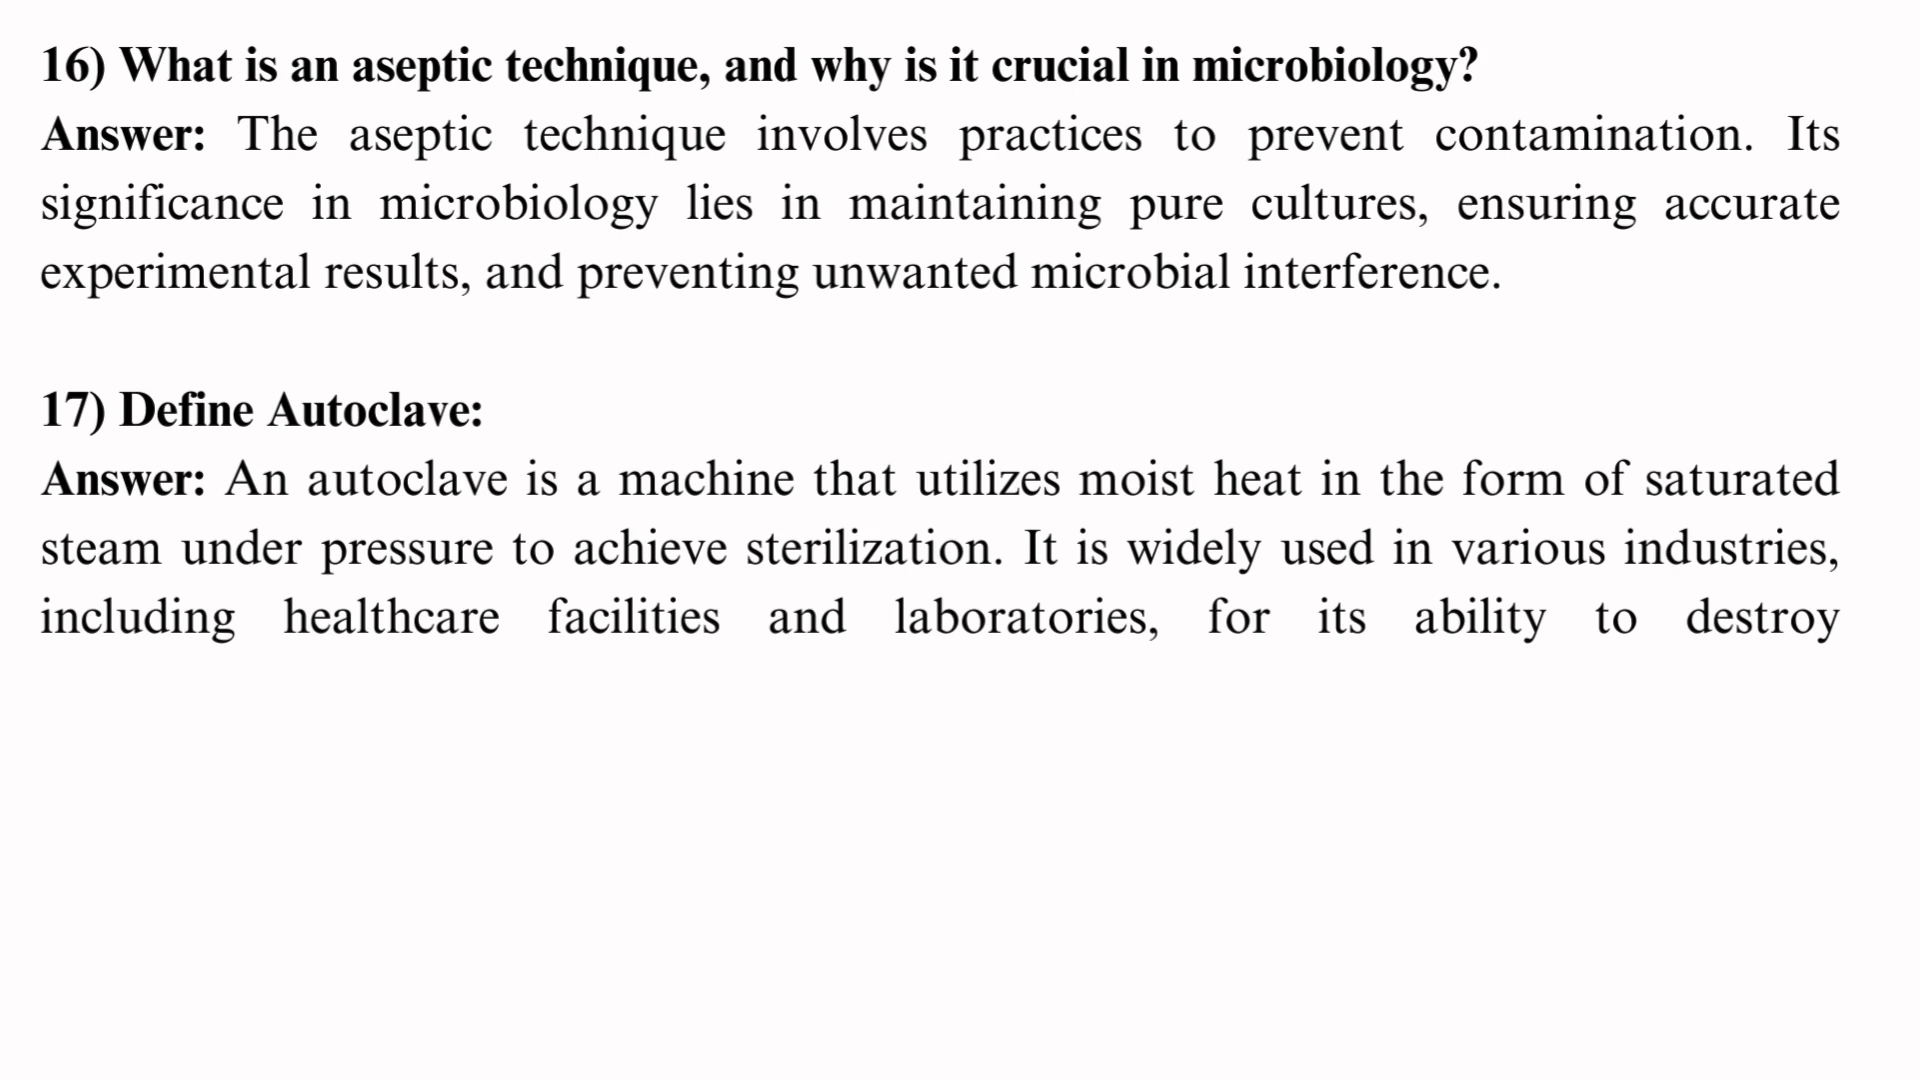 16) What is an aseptic technique, and why is it crucial in microbiology?
Answer: The aseptic technique involves practices to prevent contamination. Its
significance in microbiology lies in maintaining pure cultures, ensuring accurate
experimental results, and preventing unwanted microbial interference.
17) Define Autoclave:
Answer: An autoclave is a machine that utilizes moist heat in the form of saturated
steam under pressure to achieve sterilization. It is widely used in various industries,
including healthcare facilities and laboratories, for its ability to destroy